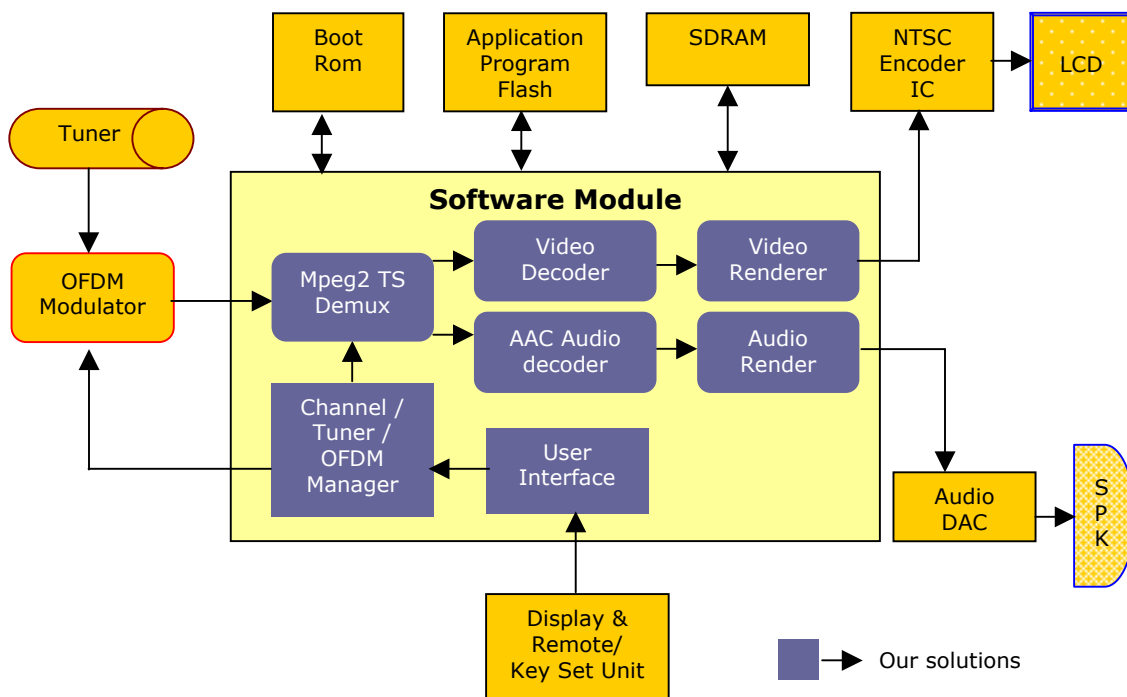 Boot
Rom
Application
Program
Flash
SDRAM
NTSC
Encoder
IC
LCD
Tuner
Software Module
OFDM
Modulator
Mpeg2 TS
Demux
Video
Decoder
Video
Renderer
AAC Audio
decoder
Audio
Render
Channel /
Tuner /
OFDM
Manager
User
Interface
Audio
DAC
S
P
K
Display &
Remote/
Key Set Unit
Our solutions